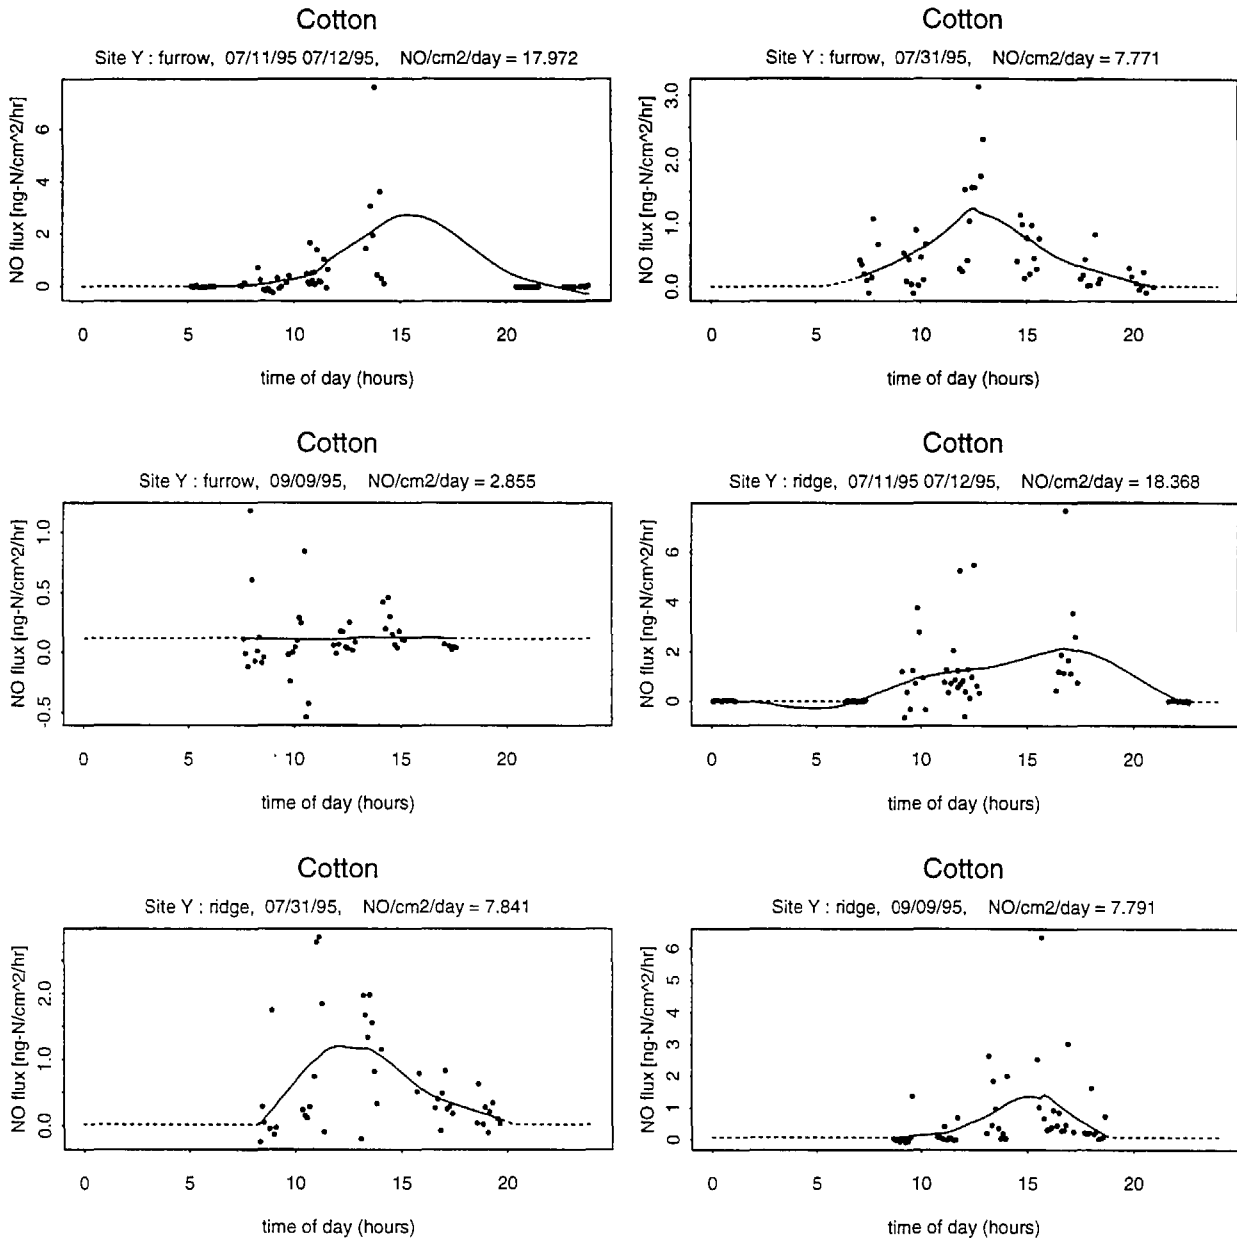 Cotton
Site Y : furrow, 07/11/95 07/12/95, NO/cm2/day = 17.972
NO flux [ng-N/cm^2/hr]
6
4
2
0
0 5 10 15 20
time of day (hours)
Cotton
Site Y : furrow, 07/31/95, NO/cm2/day = 7.771
NO flux [ng-N/cm^2/hr]
3.0
2.0
1.0
0.0
0 5 10 15 20
time of day (hours)
Cotton
Site Y : furrow, 09/09/95, NO/cm2/day = 2.855
NO flux [ng-N/cm^2/hr]
1.0
0.5
0.0
-0.5
0 5 10 15 20
time of day (hours)
Cotton
Site Y : ridge, 07/11/95 07/12/95, NO/cm2/day = 18.368
NO flux [ng-N/cm^2/hr]
6
4
2
0
0 5 10 15 20
time of day (hours)
Cotton
Site Y : ridge, 07/31/95, NO/cm2/day = 7.841
NO flux [ng-N/cm^2/hr]
2.0
1.0
0.0
0 5 10 15 20
time of day (hours)
Cotton
Site Y : ridge, 09/09/95, NO/cm2/day = 7.791
NO flux [ng-N/cm^2/hr]
6
5
4
3
2
1
0
0 5 10 15 20
time of day (hours)